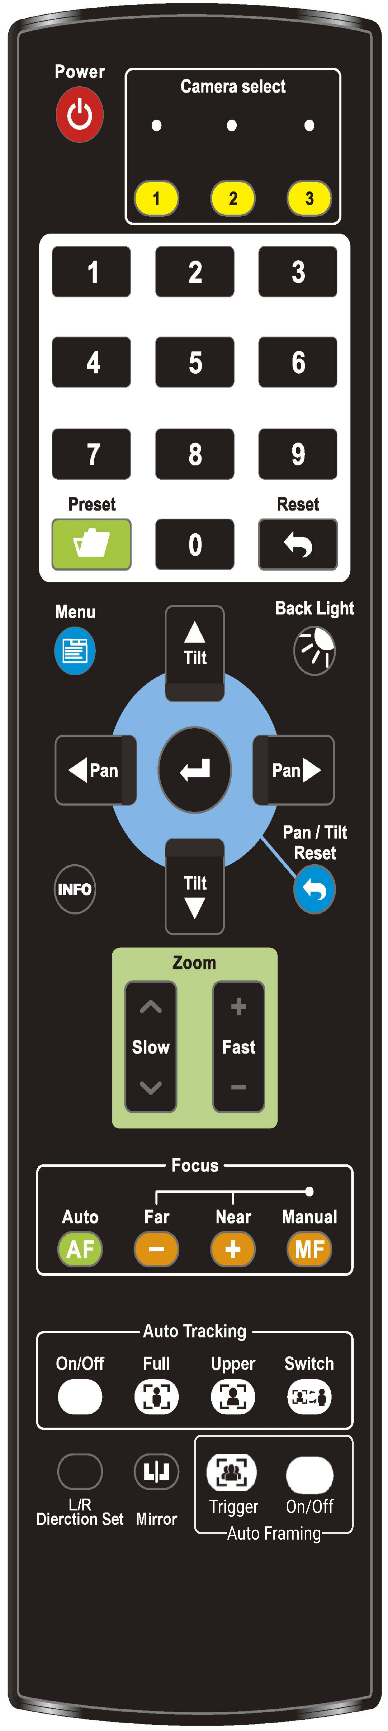 Power
Camera select
1 2 3
1 2 3
4 5 6
7 8 9
Preset Reset
0
Menu
Back Light
Tilt
Pan Pan
Pan / Tilt
Reset
INFO
Tilt
Zoom
+
Slow Fast
−
Focus
Auto Far Near Manual
AF − + MF
Auto Tracking
On/Off Full Upper Switch
L/R
Dierction Set Mirror
Trigger On/Off
Auto Framing